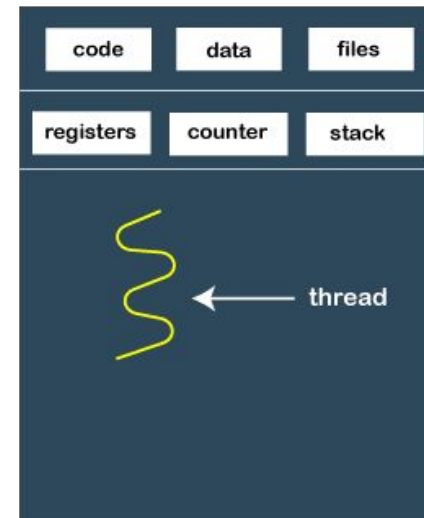 code data files
registers counter stack
thread